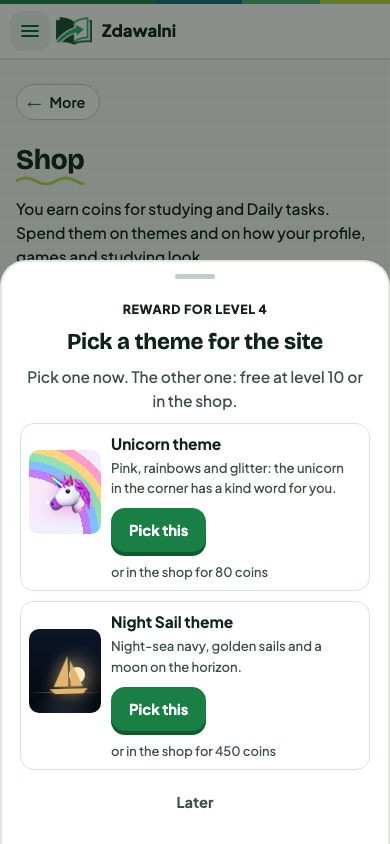 Zdawalni
← More
Shop
You earn coins for studying and Daily tasks.
Spend them on themes and on how your profile,
games and studying look
REWARD FOR LEVEL 4
Pick a theme for the site
Pick one now. The other one: free at level 10 or
in the shop.
Unicorn theme
Pink, rainbows and glitter: the unicorn
in the corner has a kind word for you.
Pick this
or in the shop for 80 coins
Night Sail theme
Night-sea navy, golden sails and a
moon on the horizon.
Pick this
or in the shop for 450 coins
Later